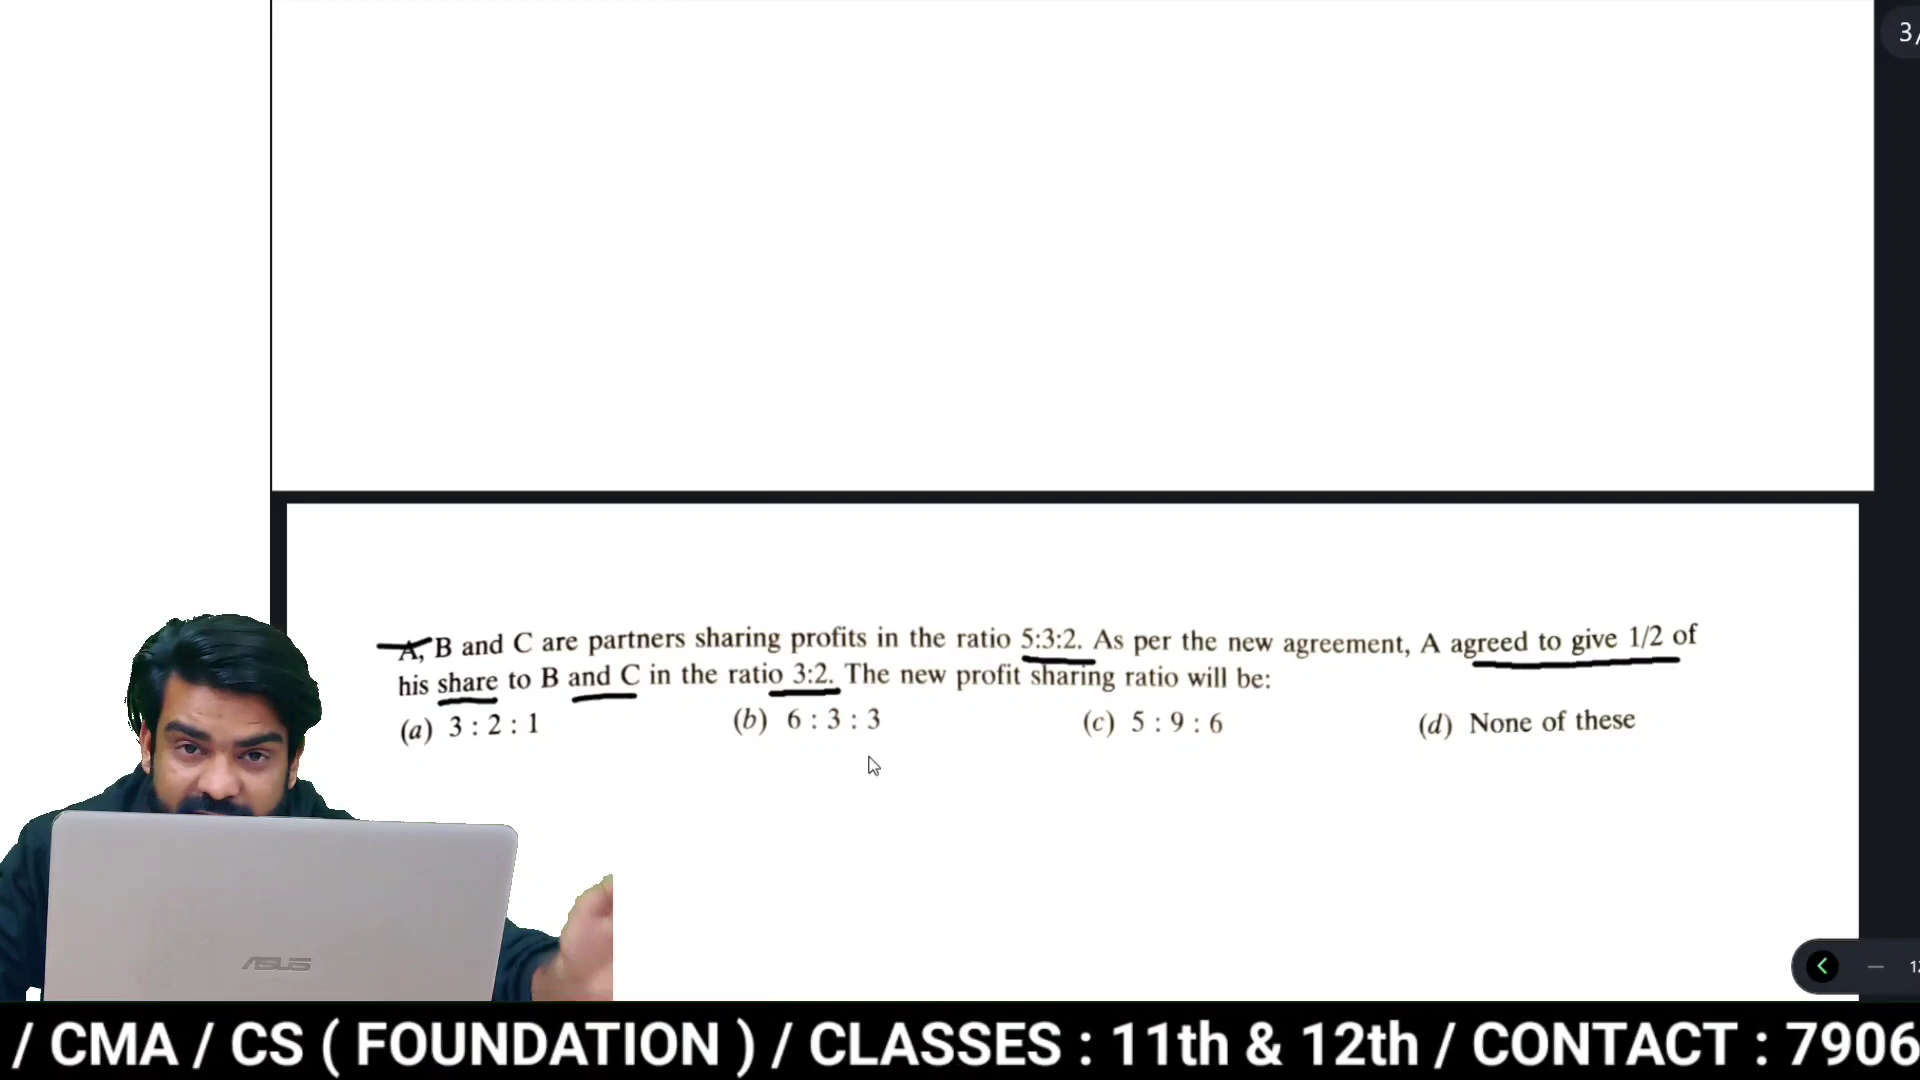 3/
A, B and C are partners sharing profits in the ratio 5:3:2. As per the new agreement, A agreed to give 1/2 of
his share to B and C in the ratio 3:2. The new profit sharing ratio will be:
(a) 3 : 2 : 1 (b) 6 : 3 : 3 (c) 5 : 9 : 6 (d) None of these
ASUS
12
/ CMA / CS ( FOUNDATION ) / CLASSES : 11th & 12th / CONTACT : 7906